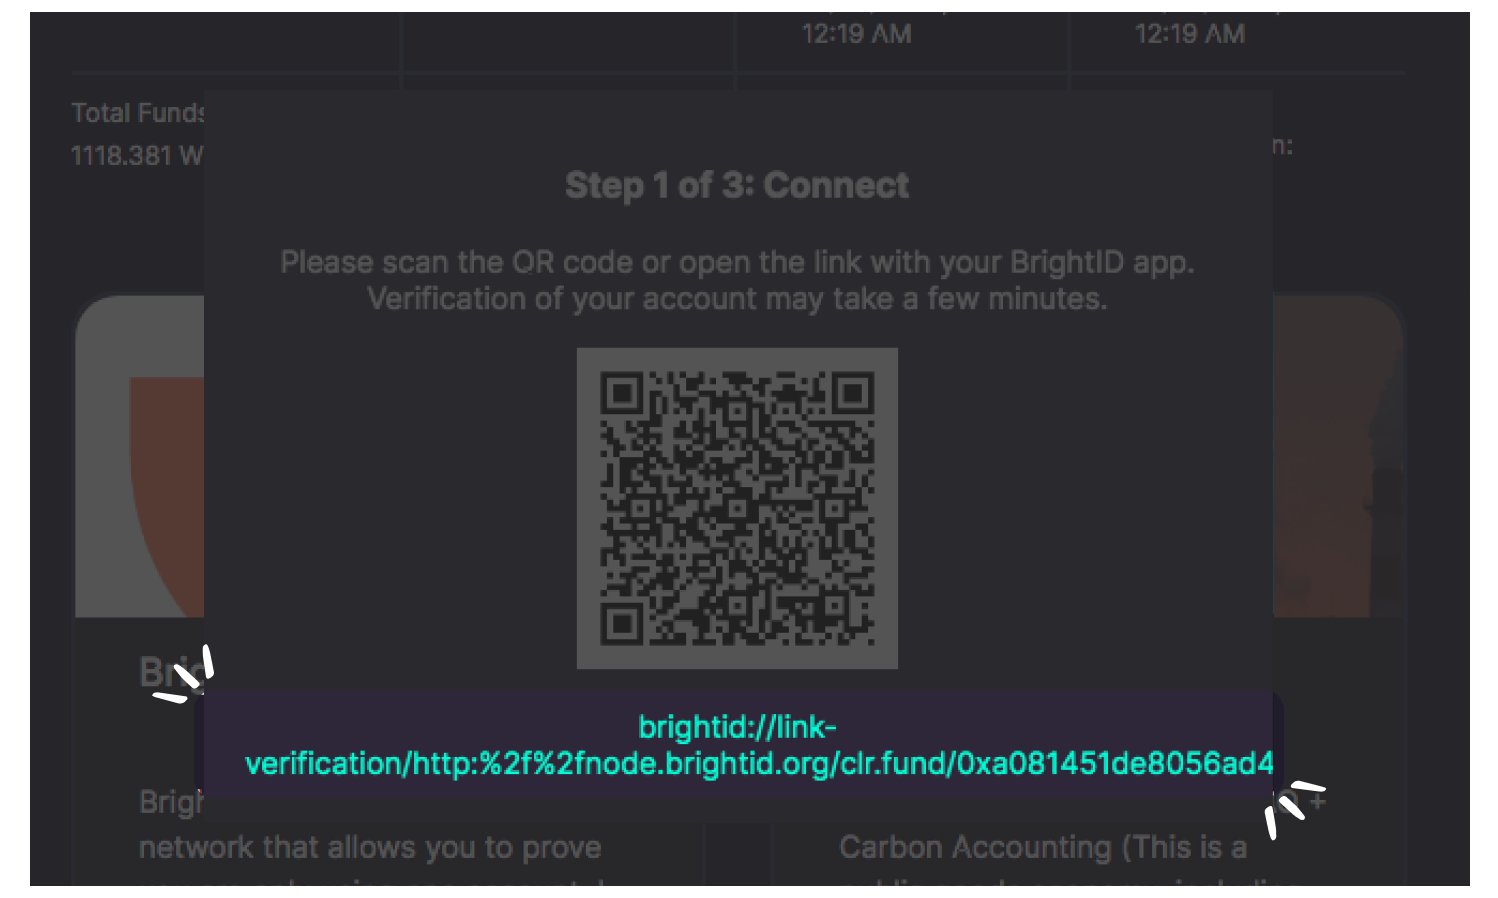 12:19 AM
12:19 AM
Total Funds
1118.381 W
n:
Step 1 of 3: Connect
Please scan the QR code or open the link with your BrightID app.
Verification of your account may take a few minutes.
Brig
brightid://link-
verification/http:%2f%2fnode.brightid.org/clr.fund/0xa081451de8056ad4
Brigh
+
network that allows you to prove
Carbon Accounting (This is a